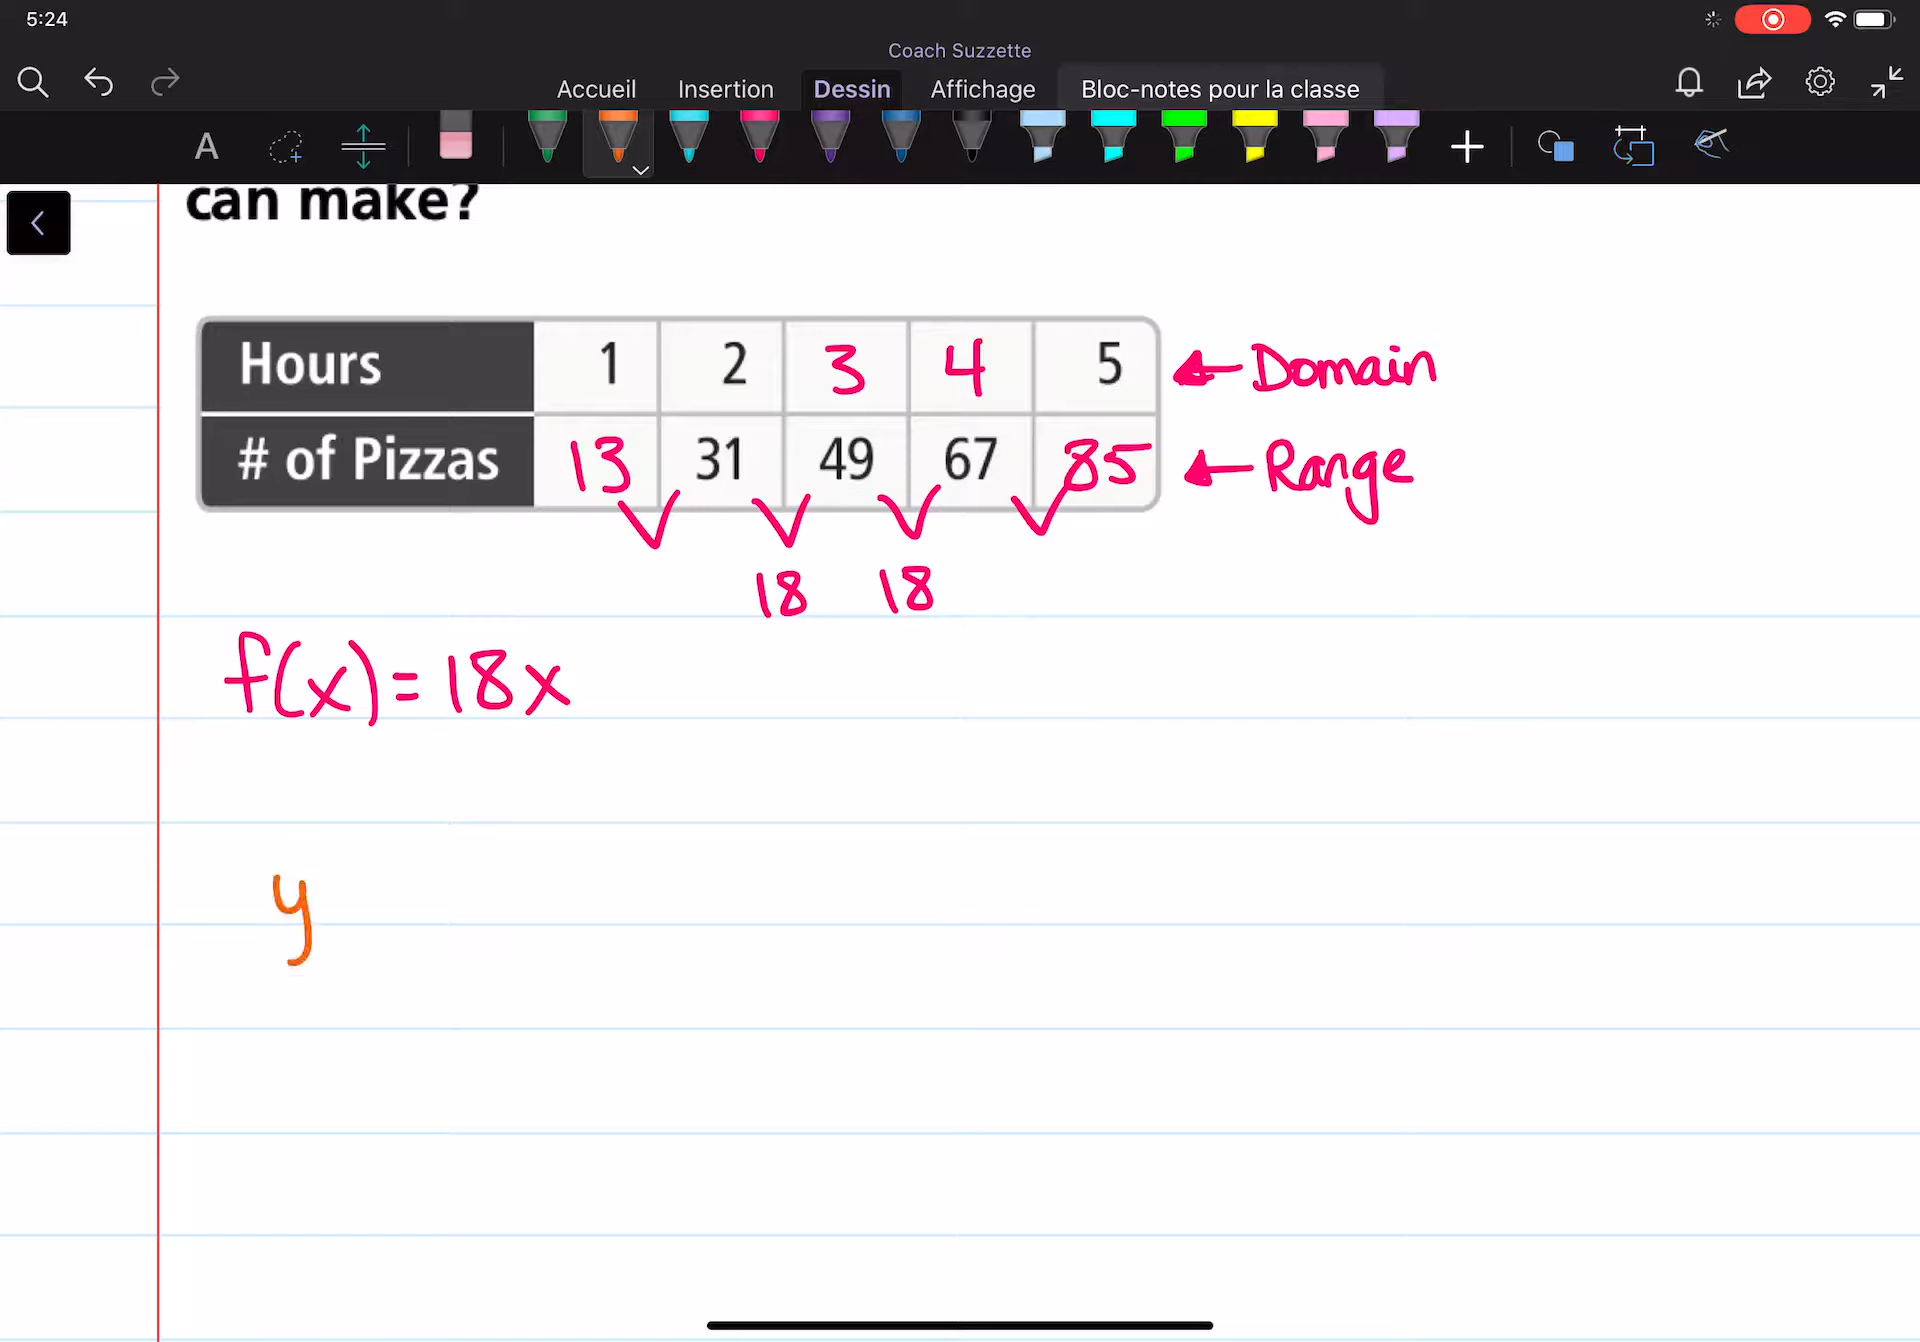 5:24
Coach Suzzette
Accueil Insertion Dessin Affichage Bloc-notes pour la classe
A
can make?
Hours 1 2 3 4 5 ← Domain
# of Pizzas 13 31 49 67 85 ← Range
18 18
f(x)=18x
y